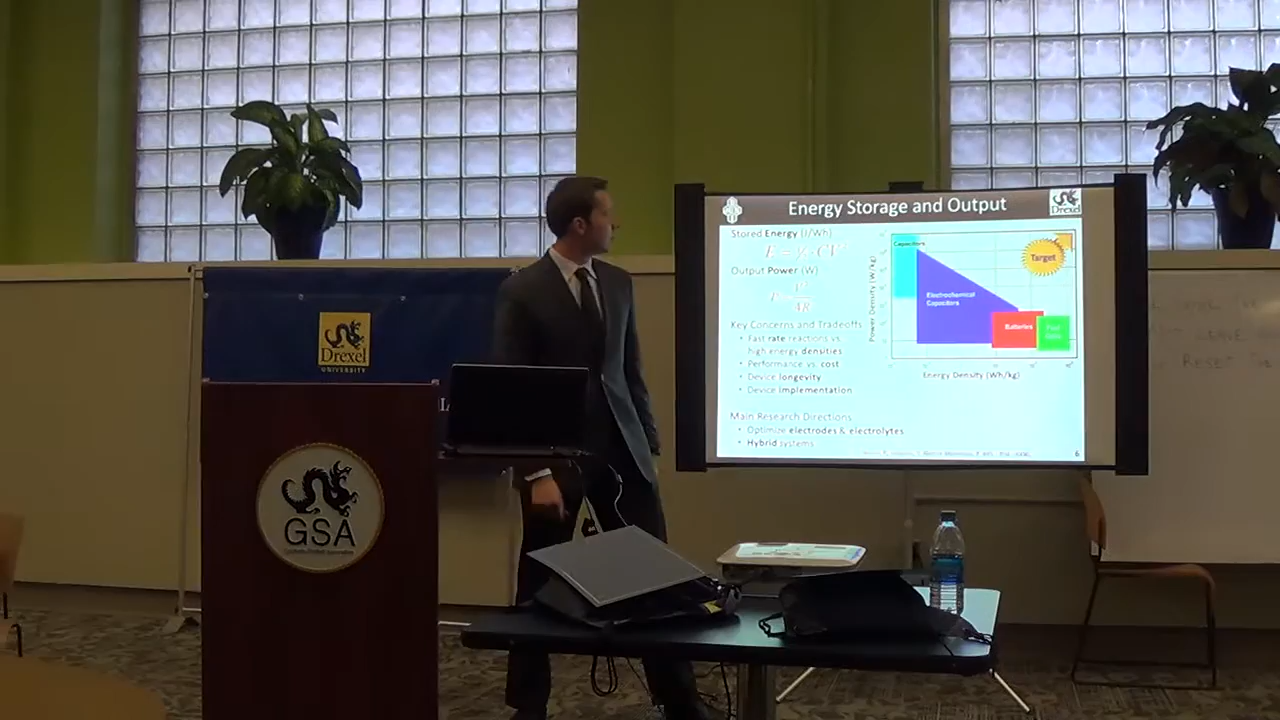 Energy Storage and Output
Drexel
Stored Energy (J/Wh)
E = ½ CV²
Output Power (W)
Key Concerns and Tradeoffs
• Fast rate reactions vs.
high energy densities
• Performance vs. cost
• Device longevity
• Device Implementation
Main Research Directions
• Optimize electrodes & electrolytes
• Hybrid systems
Capacitors
Target
Electrochemical
Capacitors
Batteries
Power Density (W/kg)
Energy Density (Wh/kg)
6
Drexel
UNIVERSITY
GSA